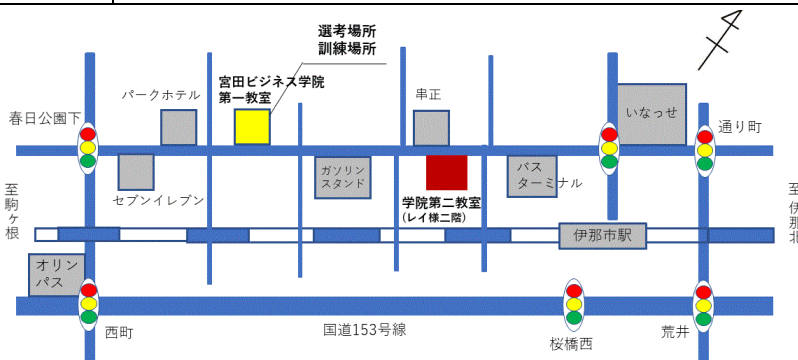 選考場所
訓練場所
宮田ビジネス学院
第一教室
パークホテル
串正
いなっせ
春日公園下
通り町
セブンイレブン
ガソリン
スタンド
バス
ターミナル
学院第二教室
(レイ様二階)
至 駒ヶ根
至 伊那北
伊那市駅
オリン
パス
西町
国道153号線
桜橋西
荒井